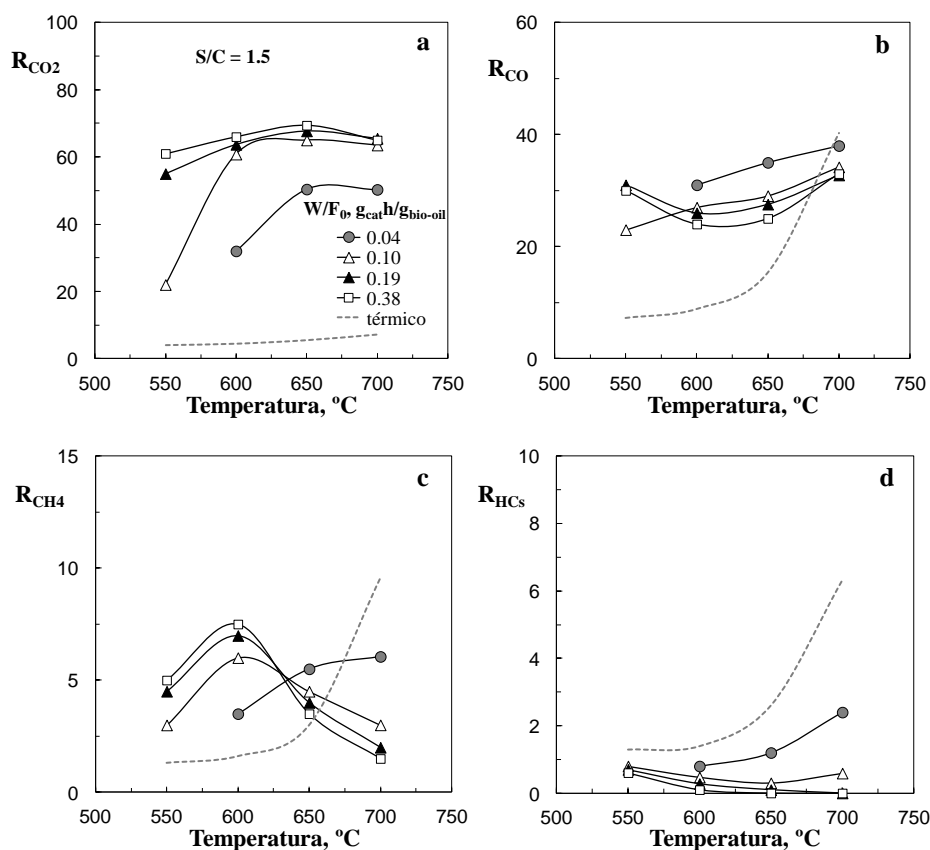 a
R_CO2
S/C = 1.5
100
80
60
40
20
0
500 550 600 650 700 750
Temperatura, ºC
W/F_0, g_cat h/g_bio-oil
0.04
0.10
0.19
0.38
térmico
b
R_CO
60
40
20
0
500 550 600 650 700 750
Temperatura, ºC
c
R_CH4
15
10
5
0
500 550 600 650 700 750
Temperatura, ºC
d
R_HCs
10
8
6
4
2
0
500 550 600 650 700 750
Temperatura, ºC